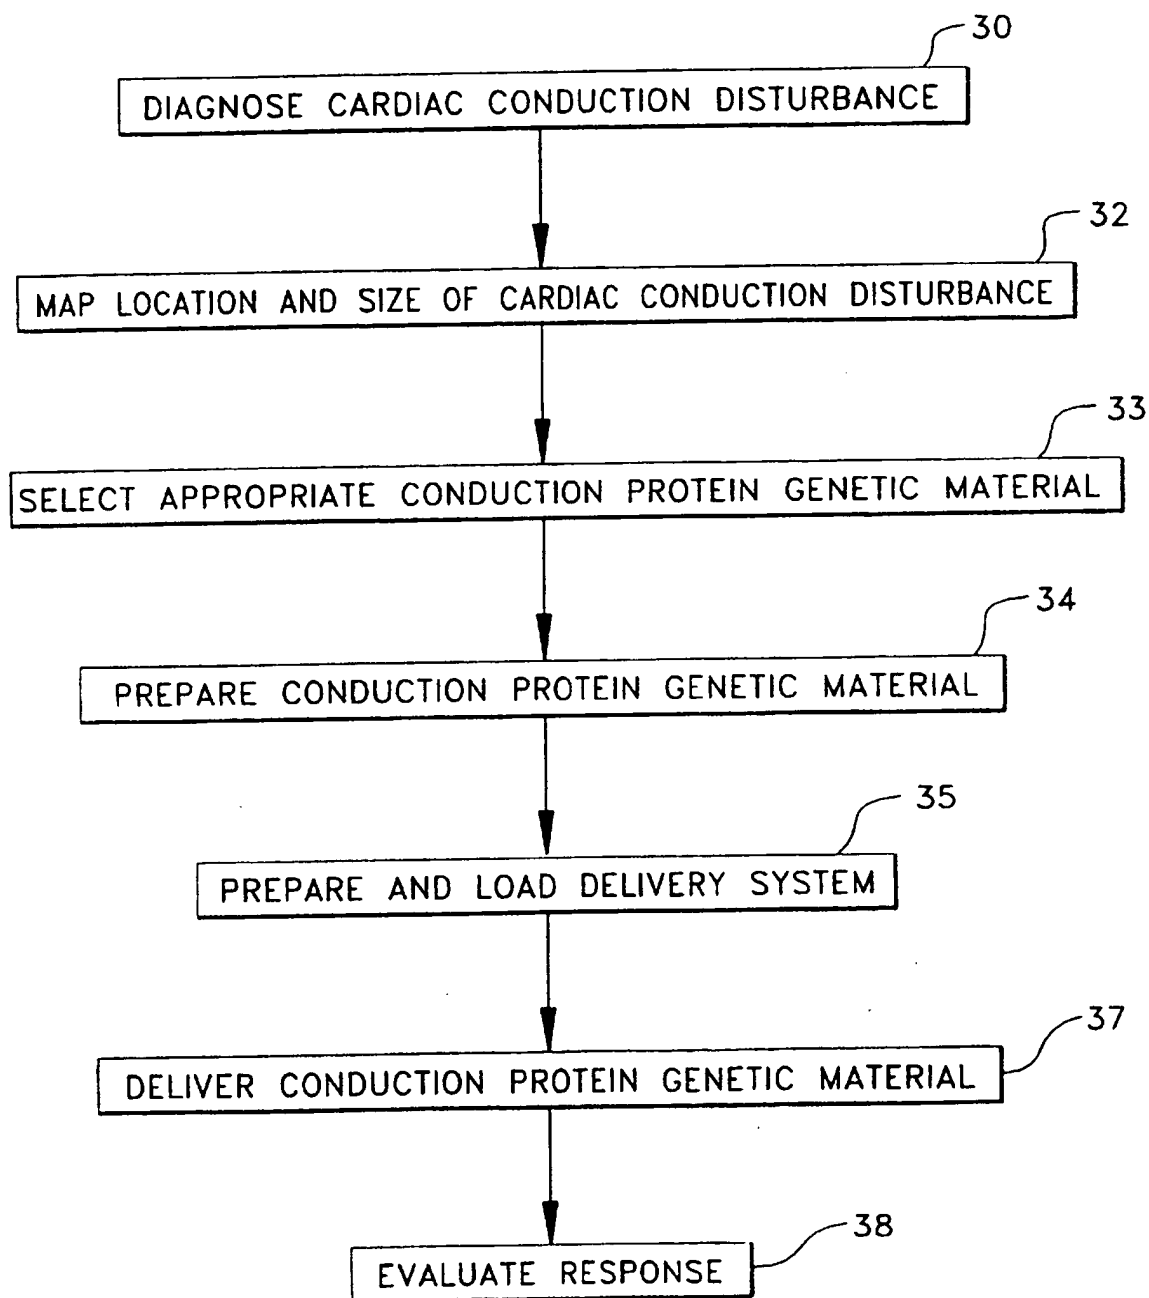 30
DIAGNOSE CARDIAC CONDUCTION DISTURBANCE
32
MAP LOCATION AND SIZE OF CARDIAC CONDUCTION DISTURBANCE
33
SELECT APPROPRIATE CONDUCTION PROTEIN GENETIC MATERIAL
34
PREPARE CONDUCTION PROTEIN GENETIC MATERIAL
35
PREPARE AND LOAD DELIVERY SYSTEM
37
DELIVER CONDUCTION PROTEIN GENETIC MATERIAL
38
EVALUATE RESPONSE